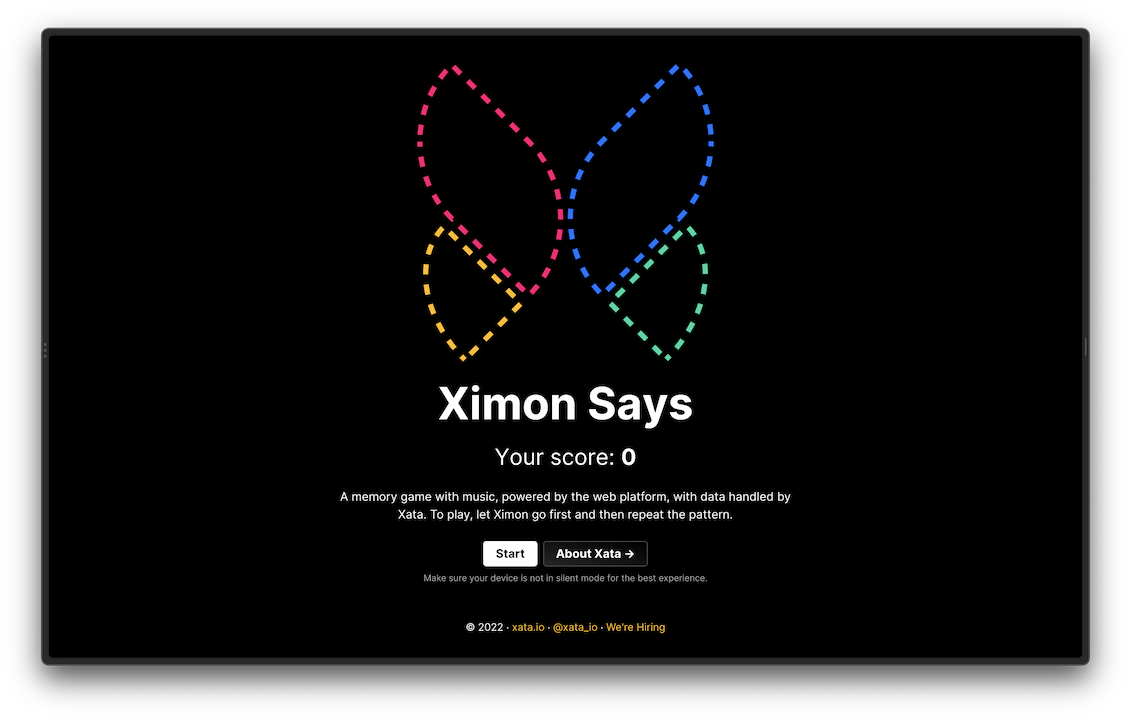 Ximon Says
Your score: 0
A memory game with music, powered by the web platform, with data handled by
Xata. To play, let Ximon go first and then repeat the pattern.
Start
About Xata →
Make sure your device is not in silent mode for the best experience.
© 2022 · xata.io · @xata_io · We're Hiring